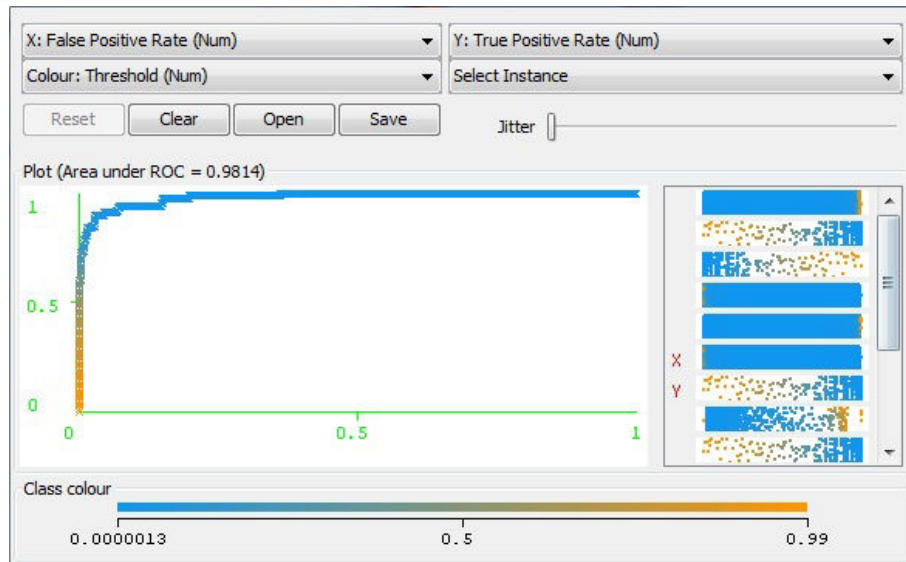 X: False Positive Rate (Num) Y: True Positive Rate (Num)
Colour: Threshold (Num) Select Instance
Reset Clear Open Save Jitter
Plot (Area under ROC = 0.9814)
1
0.5
0
0 0.5 1
X
Y
Class colour
0.0000013 0.5 0.99